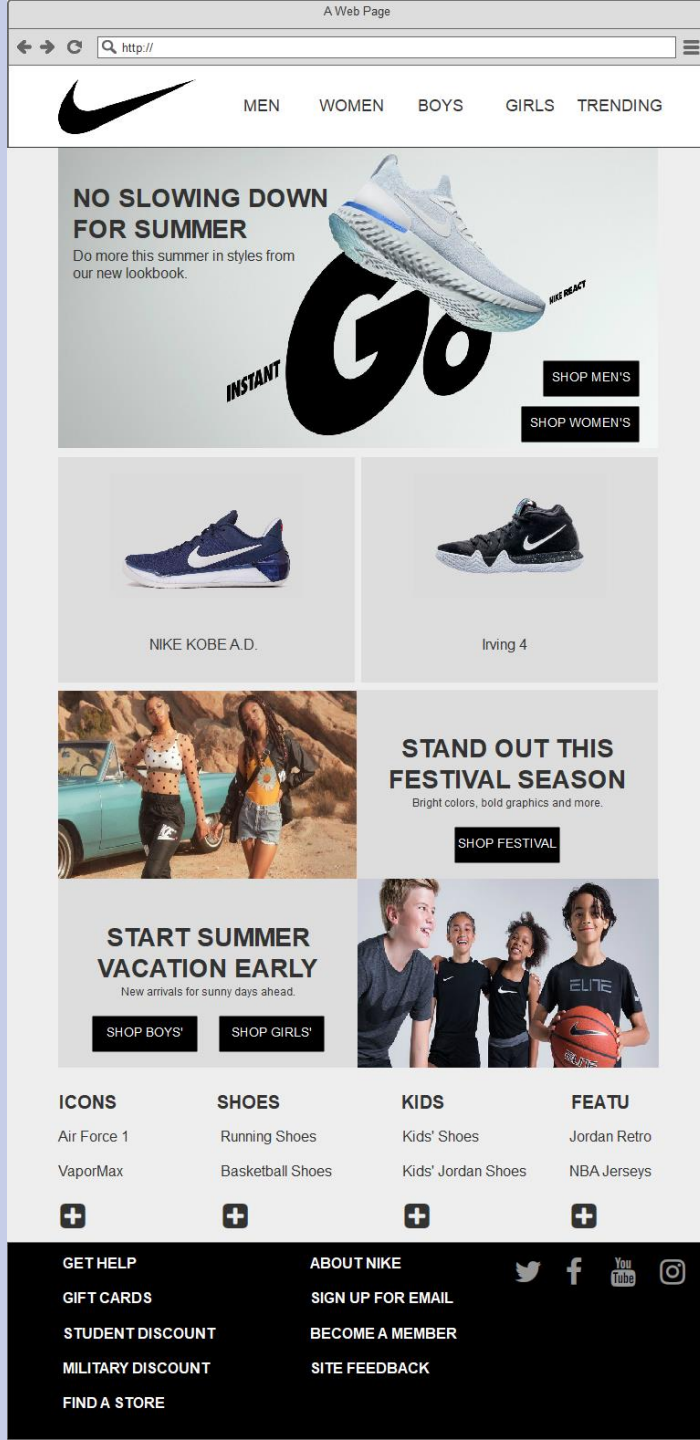 A Web Page
http://
MEN WOMEN BOYS GIRLS TRENDING
NO SLOWING DOWN
FOR SUMMER
Do more this summer in styles from
our new lookbook.
NIKE REACT
INSTANT Go
SHOP MEN'S
SHOP WOMEN'S
NIKE KOBE A.D.
Irving 4
STAND OUT THIS
FESTIVAL SEASON
Bright colors, bold graphics and more.
SHOP FESTIVAL
START SUMMER
VACATION EARLY
New arrivals for sunny days ahead.
SHOP BOYS' SHOP GIRLS'
ELITE
ELITE
ICONS SHOES KIDS FEATU
Air Force 1 Running Shoes Kids' Shoes Jordan Retro
VaporMax Basketball Shoes Kids' Jordan Shoes NBA Jerseys
GET HELP ABOUT NIKE
You
Tube
GIFT CARDS SIGN UP FOR EMAIL
STUDENT DISCOUNT BECOME A MEMBER
MILITARY DISCOUNT SITE FEEDBACK
FIND A STORE